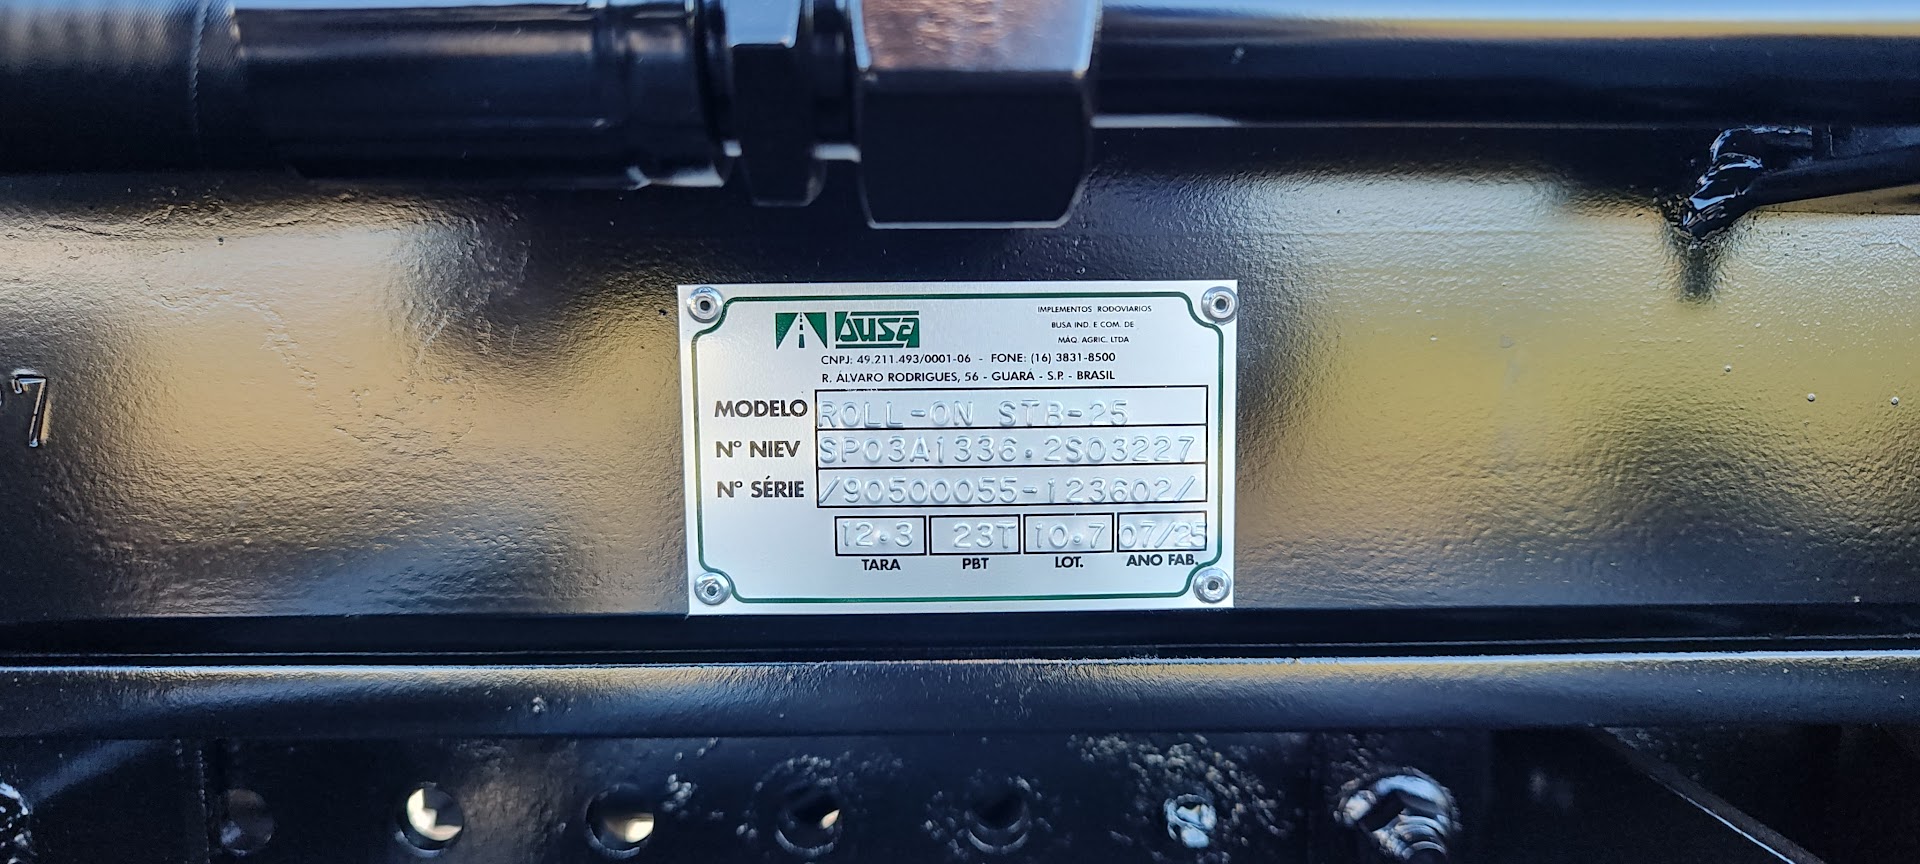 busa
IMPLEMENTOS RODOVIARIOS
BUSA IND. E COM. DE
MÁQ. AGRIC. LTDA
CNPJ: 49.211.493/0001-06 - FONE: (16) 3831-8500
R. ÁLVARO RODRIGUES, 56 - GUARÁ - S.P. - BRASIL
MODELO ROLL-ON STB-25
Nº NIEV SP03A1336.2S03227
Nº SÉRIE /90500055-123602/
12.3 23T 10.7 07/25
TARA PBT LOT. ANO FAB.
7